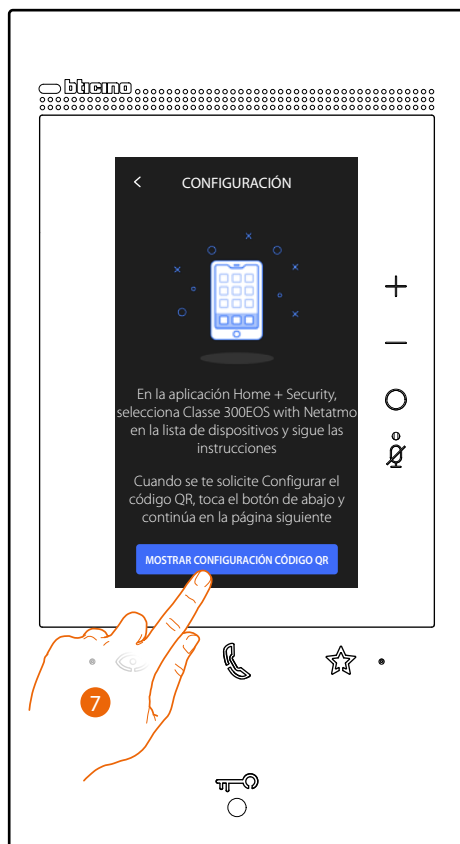 bticino
CONFIGURACIÓN
En la aplicación Home + Security,
selecciona Classe 300EOS with Netatmo
en la lista de dispositivos y sigue las
instrucciones
Cuando se te solicite Configurar el
código QR, toca el botón de abajo y
continúa en la página siguiente
MOSTRAR CONFIGURACIÓN CÓDIGO QR
7